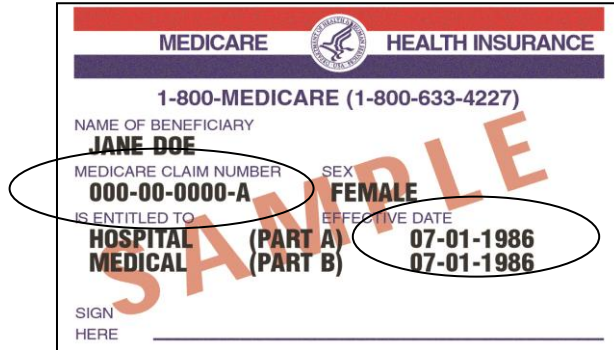 MEDICARE HEALTH INSURANCE
1-800-MEDICARE (1-800-633-4227)
NAME OF BENEFICIARY
JANE DOE
MEDICARE CLAIM NUMBER SEX
000-00-0000-A FEMALE
IS ENTITLED TO EFFECTIVE DATE
HOSPITAL (PART A) 07-01-1986
MEDICAL (PART B) 07-01-1986
SAMPLE
SIGN
HERE